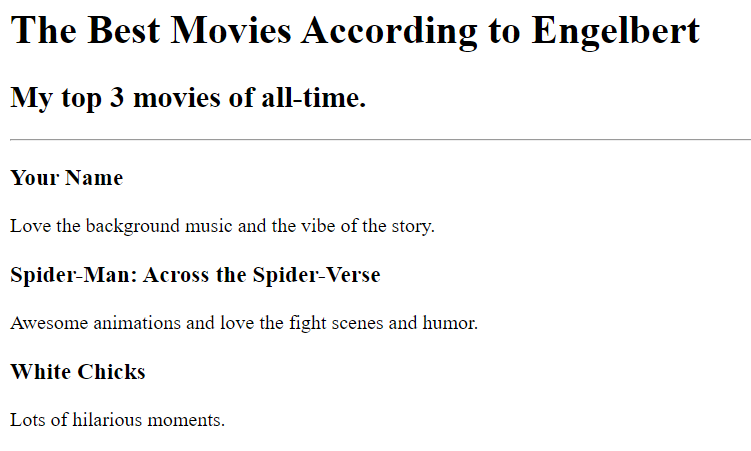 The Best Movies According to Engelbert
My top 3 movies of all-time.
Your Name
Love the background music and the vibe of the story.
Spider-Man: Across the Spider-Verse
Awesome animations and love the fight scenes and humor.
White Chicks
Lots of hilarious moments.